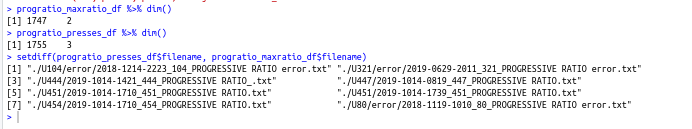 > progratio_maxratio_df %>% dim()
[1] 1747    2
> progratio_presses_df %>% dim()
[1] 1755    3
> setdiff(progratio_presses_df$filename, progratio_maxratio_df$filename)
[1] "./U104/error/2018-1214-2223_104_PROGRESSIVE RATIO error.txt" "./U321/error/2019-0629-2011_321_PROGRESSIVE RATIO error.txt"
[3] "./U444/2019-1014-1421_444_PROGRESSIVE RATIO_.txt" "./U447/2019-1014-0819_447_PROGRESSIVE RATIO.txt"
[5] "./U451/2019-1014-1710_451_PROGRESSIVE RATIO.txt" "./U451/2019-1014-1739_451_PROGRESSIVE RATIO.txt"
[7] "./U454/2019-1014-1710_454_PROGRESSIVE RATIO.txt" "./U80/error/2018-1119-1010_80_PROGRESSIVE RATIO error.txt"
>